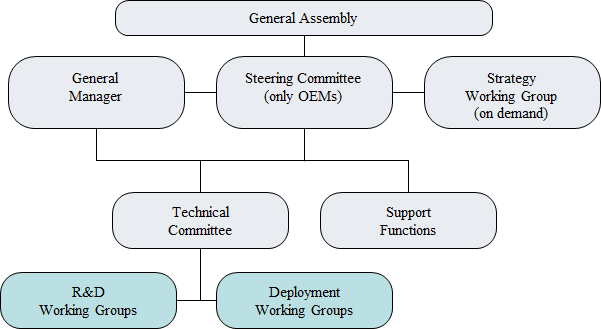 General Assembly
General
Manager
Steering Committee
(only OEMs)
Strategy
Working Group
(on demand)
Technical
Committee
Support
Functions
R&D
Working Groups
Deployment
Working Groups